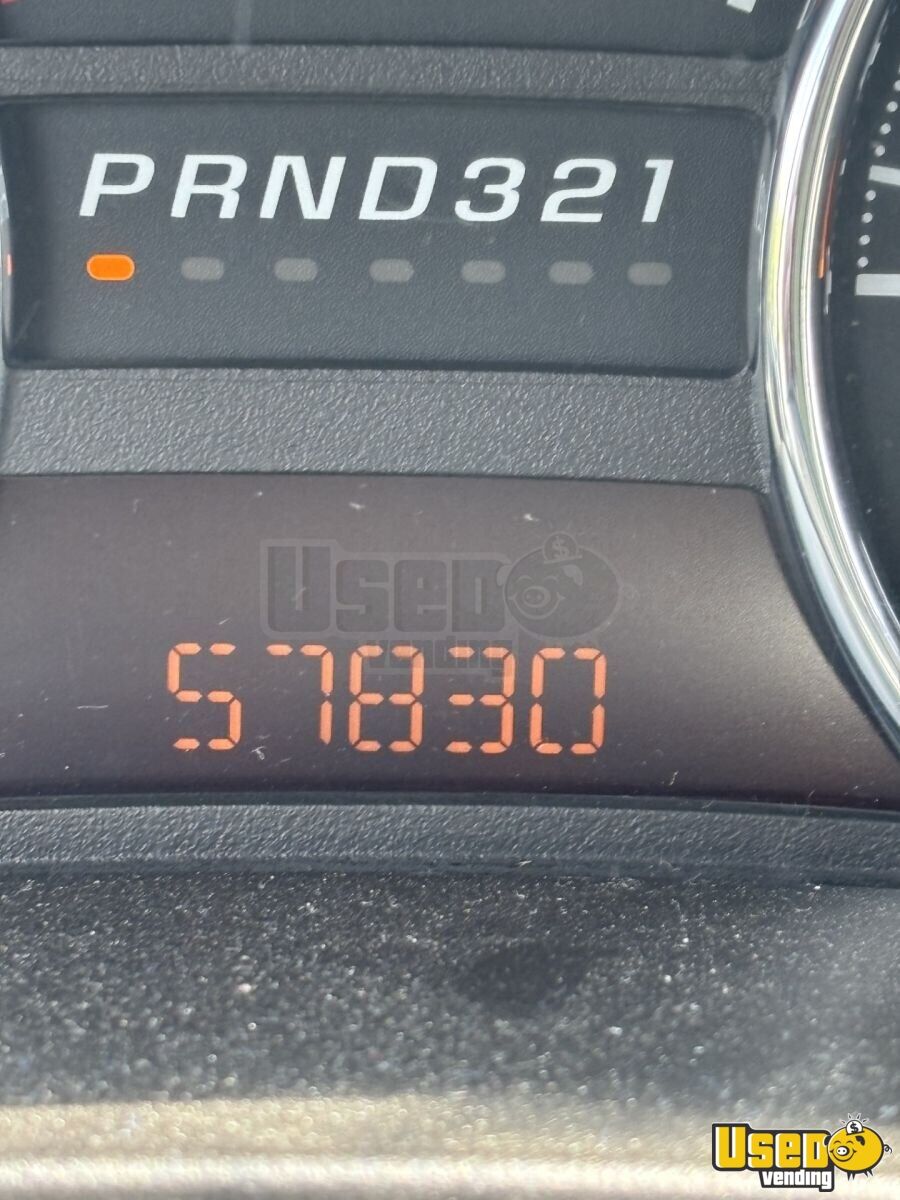 PRND321
Used
vending
57830
Used
vending